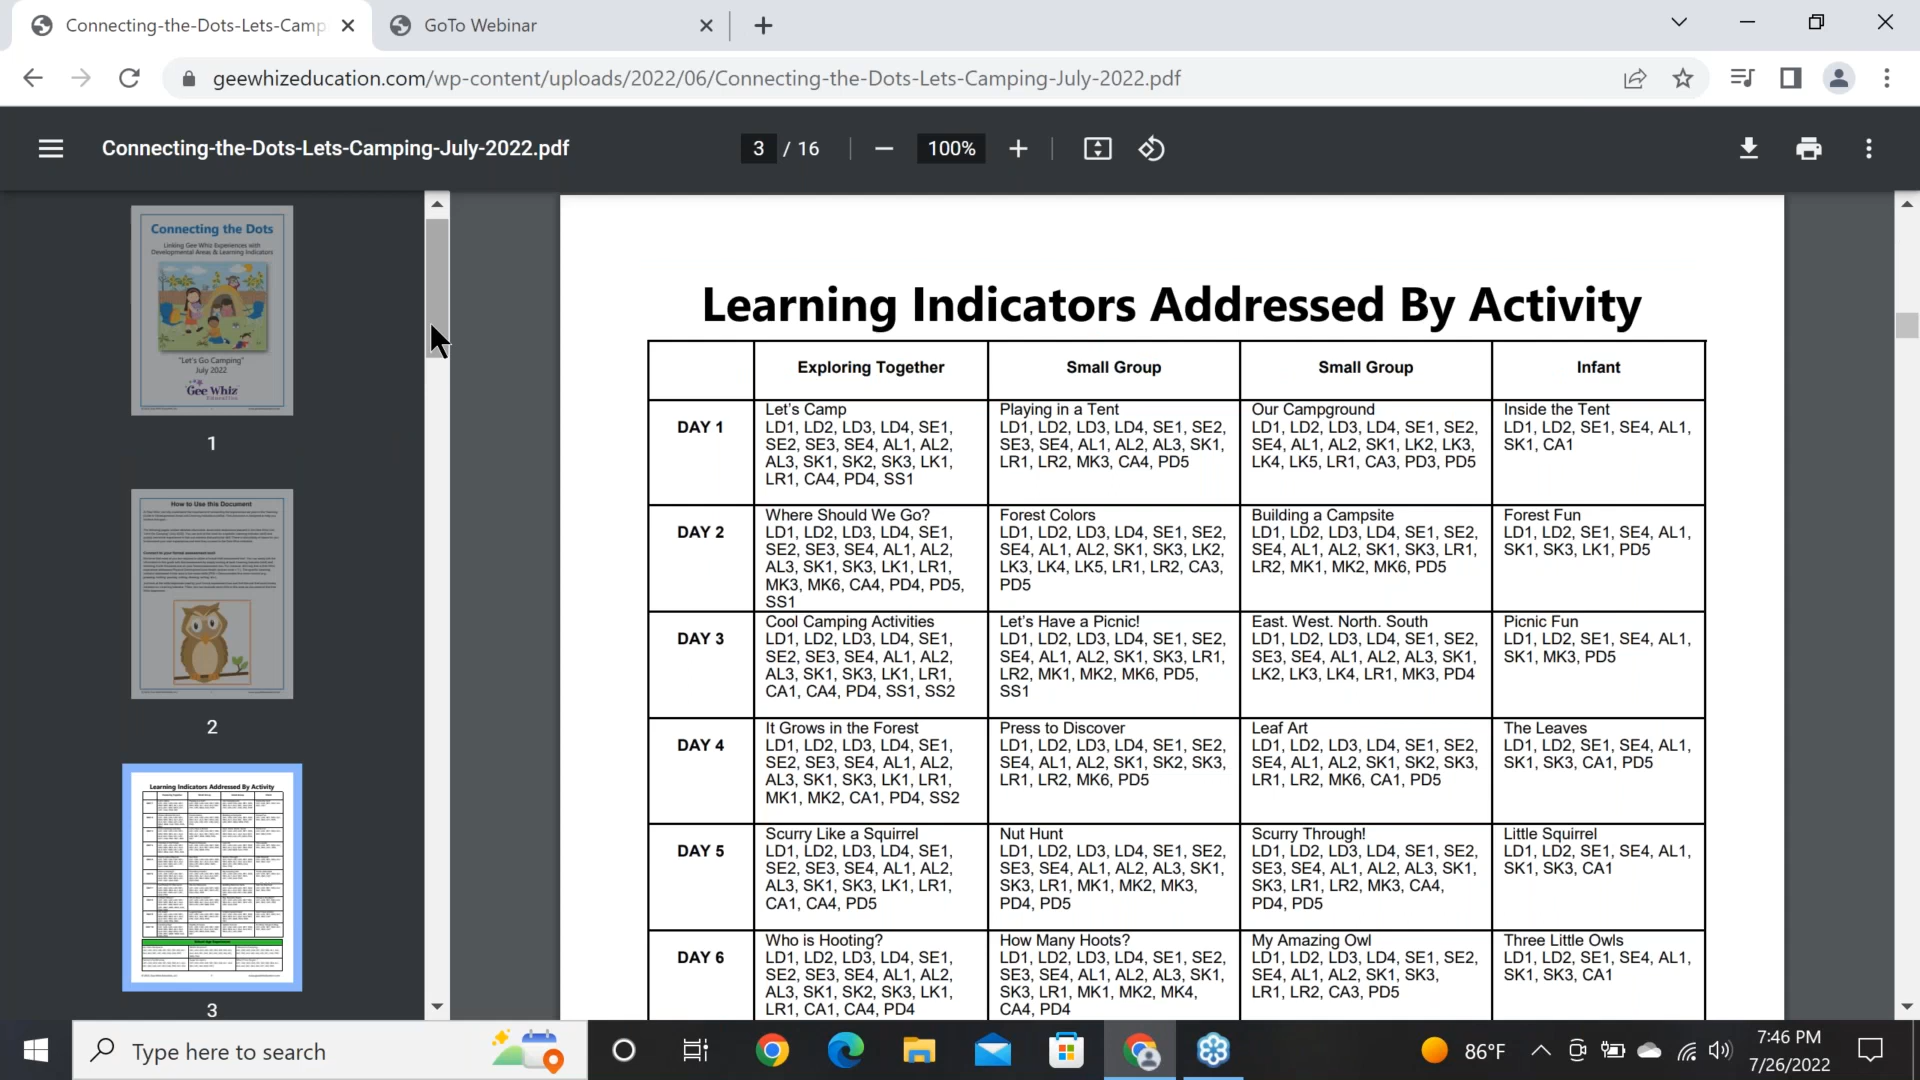 Connecting-the-Dots-Lets-Camp
GoTo Webinar
geewhizeducation.com/wp-content/uploads/2022/06/Connecting-the-Dots-Lets-Camping-July-2022.pdf
Connecting-the-Dots-Lets-Camping-July-2022.pdf
3 / 16
100%
Connecting the Dots
Linking Gee Whiz Experiences with
Developmental Areas & Learning Indicators
"Let's Go Camping"
July 2022
Gee Whiz
Education
1
How to Use this Document
2
Learning Indicators Addressed By Activity
3
Learning Indicators Addressed By Activity
Exploring Together
Small Group
Small Group
Infant
DAY 1
Let's Camp
LD1, LD2, LD3, LD4, SE1,
SE2, SE3, SE4, AL1, AL2,
AL3, SK1, SK2, SK3, LK1,
LR1, CA4, PD4, SS1
Playing in a Tent
LD1, LD2, LD3, LD4, SE1, SE2,
SE3, SE4, AL1, AL2, AL3, SK1,
LR1, LR2, MK3, CA4, PD5
Our Campground
LD1, LD2, LD3, LD4, SE1, SE2,
SE4, AL1, AL2, SK1, LK2, LK3,
LK4, LK5, LR1, CA3, PD3, PD5
Inside the Tent
LD1, LD2, SE1, SE4, AL1,
SK1, CA1
DAY 2
Where Should We Go?
LD1, LD2, LD3, LD4, SE1,
SE2, SE3, SE4, AL1, AL2,
AL3, SK1, SK3, LK1, LR1,
MK3, MK6, CA4, PD4, PD5,
SS1
Forest Colors
LD1, LD2, LD3, LD4, SE1, SE2,
SE4, AL1, AL2, SK1, SK3, LK2,
LK3, LK4, LK5, LR1, LR2, CA3,
PD5
Building a Campsite
LD1, LD2, LD3, LD4, SE1, SE2,
SE4, AL1, AL2, SK1, SK3, LR1,
LR2, MK1, MK2, MK6, PD5
Forest Fun
LD1, LD2, SE1, SE4, AL1,
SK1, SK3, LK1, PD5
DAY 3
Cool Camping Activities
LD1, LD2, LD3, LD4, SE1,
SE2, SE3, SE4, AL1, AL2,
AL3, SK1, SK3, LK1, LR1,
CA1, CA4, PD4, SS1, SS2
Let's Have a Picnic!
LD1, LD2, LD3, LD4, SE1, SE2,
SE4, AL1, AL2, SK1, SK3, LR1,
LR2, MK1, MK2, MK6, PD5,
SS1
East. West. North. South
LD1, LD2, LD3, LD4, SE1, SE2,
SE3, SE4, AL1, AL2, AL3, SK1,
LK2, LK3, LK4, LR1, MK3, PD4
Picnic Fun
LD1, LD2, SE1, SE4, AL1,
SK1, MK3, PD5
DAY 4
It Grows in the Forest
LD1, LD2, LD3, LD4, SE1,
SE2, SE3, SE4, AL1, AL2,
AL3, SK1, SK3, LK1, LR1,
MK1, MK2, CA1, PD4, SS2
Press to Discover
LD1, LD2, LD3, LD4, SE1, SE2,
SE4, AL1, AL2, SK1, SK2, SK3,
LR1, LR2, MK6, PD5
Leaf Art
LD1, LD2, LD3, LD4, SE1, SE2,
SE4, AL1, AL2, SK1, SK2, SK3,
LR1, LR2, MK6, CA1, PD5
The Leaves
LD1, LD2, SE1, SE4, AL1,
SK1, SK3, CA1, PD5
DAY 5
Scurry Like a Squirrel
LD1, LD2, LD3, LD4, SE1,
SE2, SE3, SE4, AL1, AL2,
AL3, SK1, SK3, LK1, LR1,
CA1, CA4, PD5
Nut Hunt
LD1, LD2, LD3, LD4, SE1, SE2,
SE3, SE4, AL1, AL2, AL3, SK1,
SK3, LR1, MK1, MK2, MK3,
PD4, PD5
Scurry Through!
LD1, LD2, LD3, LD4, SE1, SE2,
SE3, SE4, AL1, AL2, AL3, SK1,
SK3, LR1, LR2, MK3, CA4,
PD4, PD5
Little Squirrel
LD1, LD2, SE1, SE4, AL1,
SK1, SK3, CA1
DAY 6
Who is Hooting?
LD1, LD2, LD3, LD4, SE1,
SE2, SE3, SE4, AL1, AL2,
AL3, SK1, SK2, SK3, LK1,
LR1, CA1, CA4, PD4
How Many Hoots?
LD1, LD2, LD3, LD4, SE1, SE2,
SE3, SE4, AL1, AL2, AL3, SK1,
SK3, LR1, MK1, MK2, MK4,
CA4, PD4
My Amazing Owl
LD1, LD2, LD3, LD4, SE1, SE2,
SE4, AL1, AL2, SK1, SK3,
LR1, LR2, CA3, PD5
Three Little Owls
LD1, LD2, SE1, SE4, AL1,
SK1, SK3, CA1
Type here to search
86°F
7:46 PM
7/26/2022